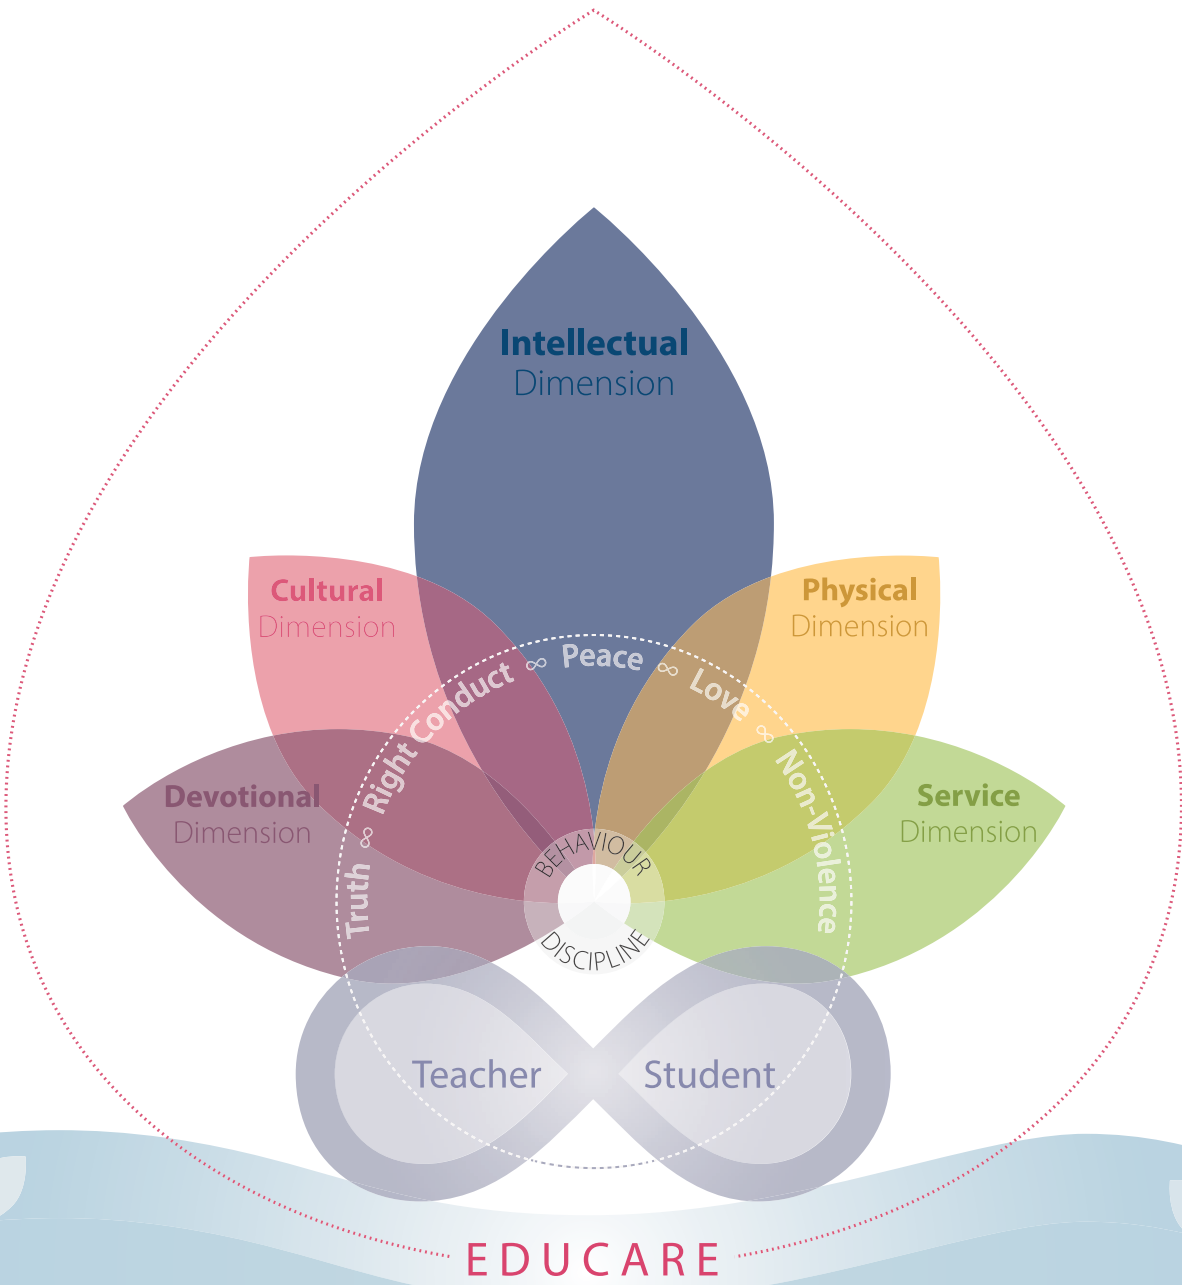 Intellectual
Dimension
Cultural
Dimension
Physical
Dimension
Devotional
Dimension
Service
Dimension
Truth ∞ Right Conduct ∞ Peace ∞ Love ∞ Non-Violence
BEHAVIOUR
DISCIPLINE
Teacher
Student
EDUCARE